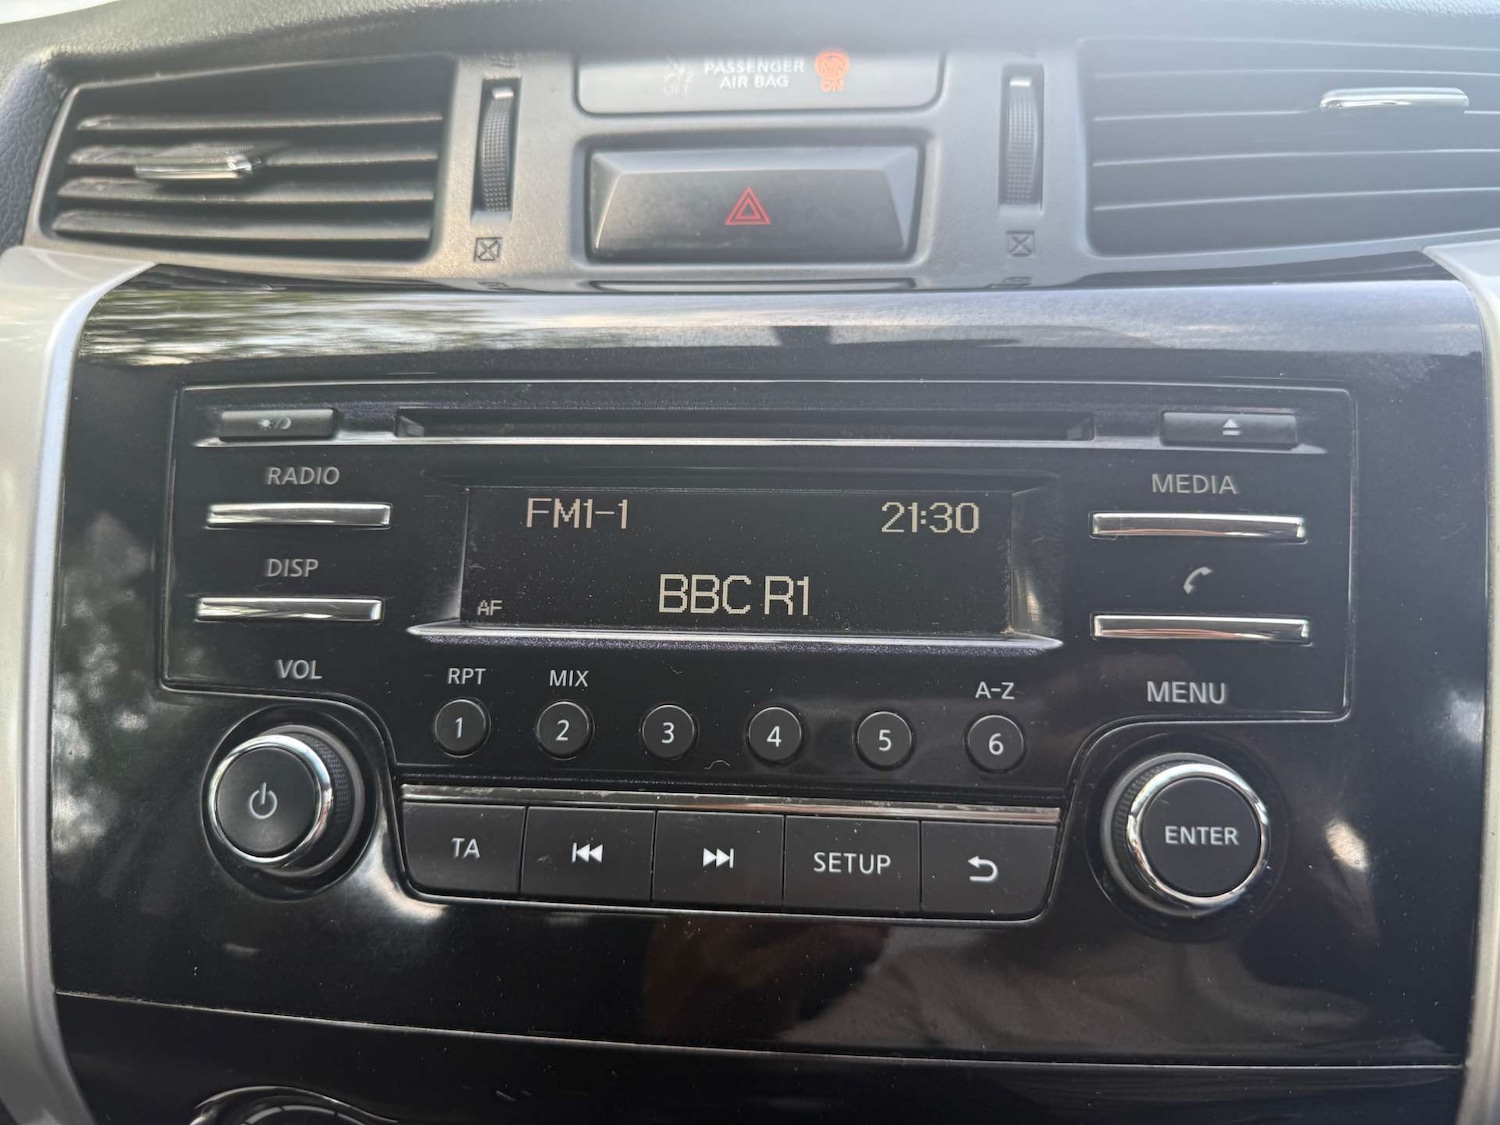 PASSENGER
OFF AIR BAG ON
RADIO
MEDIA
FM1-1 21:30
DISP
AF BBC R1
VOL
RPT MIX A-Z
MENU
1 2 3 4 5 6
TA SETUP
ENTER